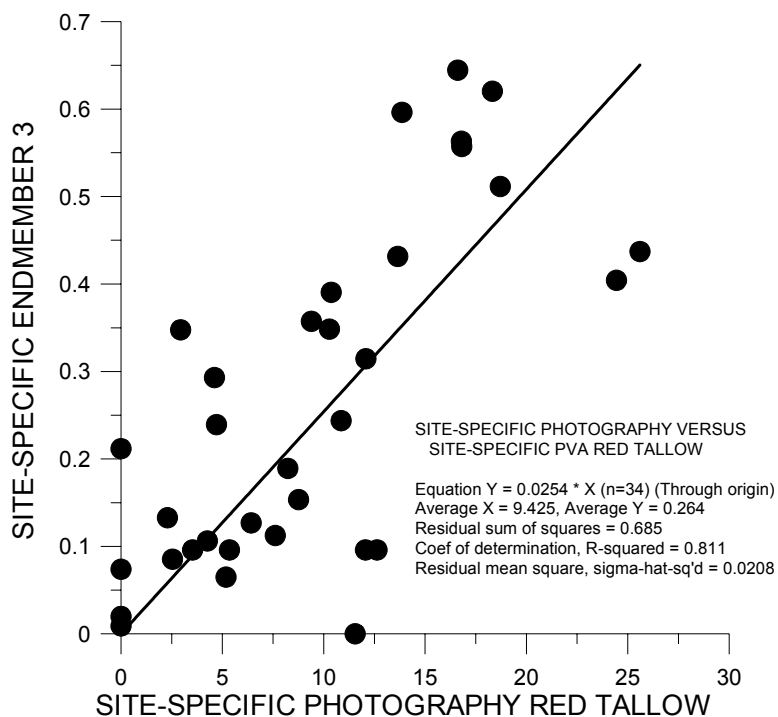 0.7
0.6
0.5
0.4
0.3
0.2
0.1
0
SITE-SPECIFIC ENDMEMBER 3
SITE-SPECIFIC PHOTOGRAPHY VERSUS
SITE-SPECIFIC PVA RED TALLOW
Equation Y = 0.0254 * X (n=34) (Through origin)
Average X = 9.425, Average Y = 0.264
Residual sum of squares = 0.685
Coef of determination, R-squared = 0.811
Residual mean square, sigma-hat-sq'd = 0.0208
0 5 10 15 20 25 30
SITE-SPECIFIC PHOTOGRAPHY RED TALLOW